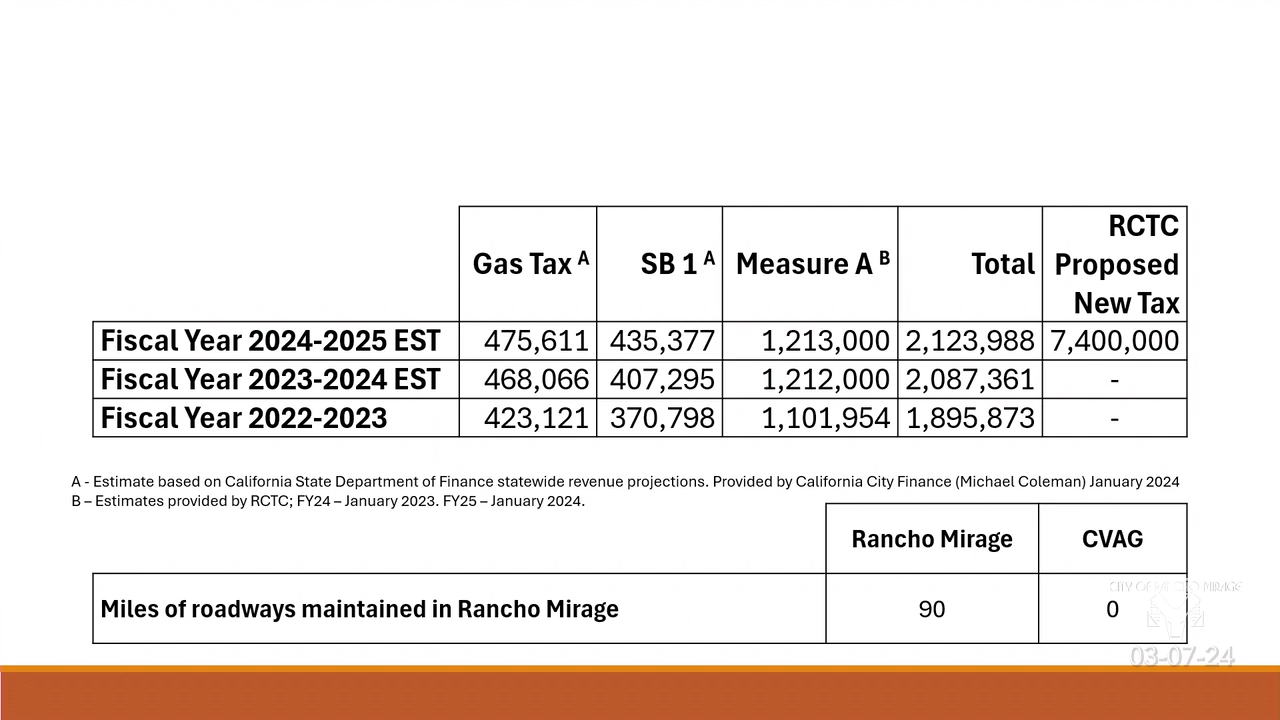 RCTC
Gas Tax A SB 1 A Measure A B Total Proposed
New Tax
Fiscal Year 2024-2025 EST 475,611 435,377 1,213,000 2,123,988 7,400,000
Fiscal Year 2023-2024 EST 468,066 407,295 1,212,000 2,087,361 -
Fiscal Year 2022-2023 423,121 370,798 1,101,954 1,895,873 -
A - Estimate based on California State Department of Finance statewide revenue projections. Provided by California City Finance (Michael Coleman) January 2024
B – Estimates provided by RCTC; FY24 – January 2023. FY25 – January 2024.
Rancho Mirage CVAG
Miles of roadways maintained in Rancho Mirage 90 0
CITY OF RANCHO MIRAGE
03-07-24